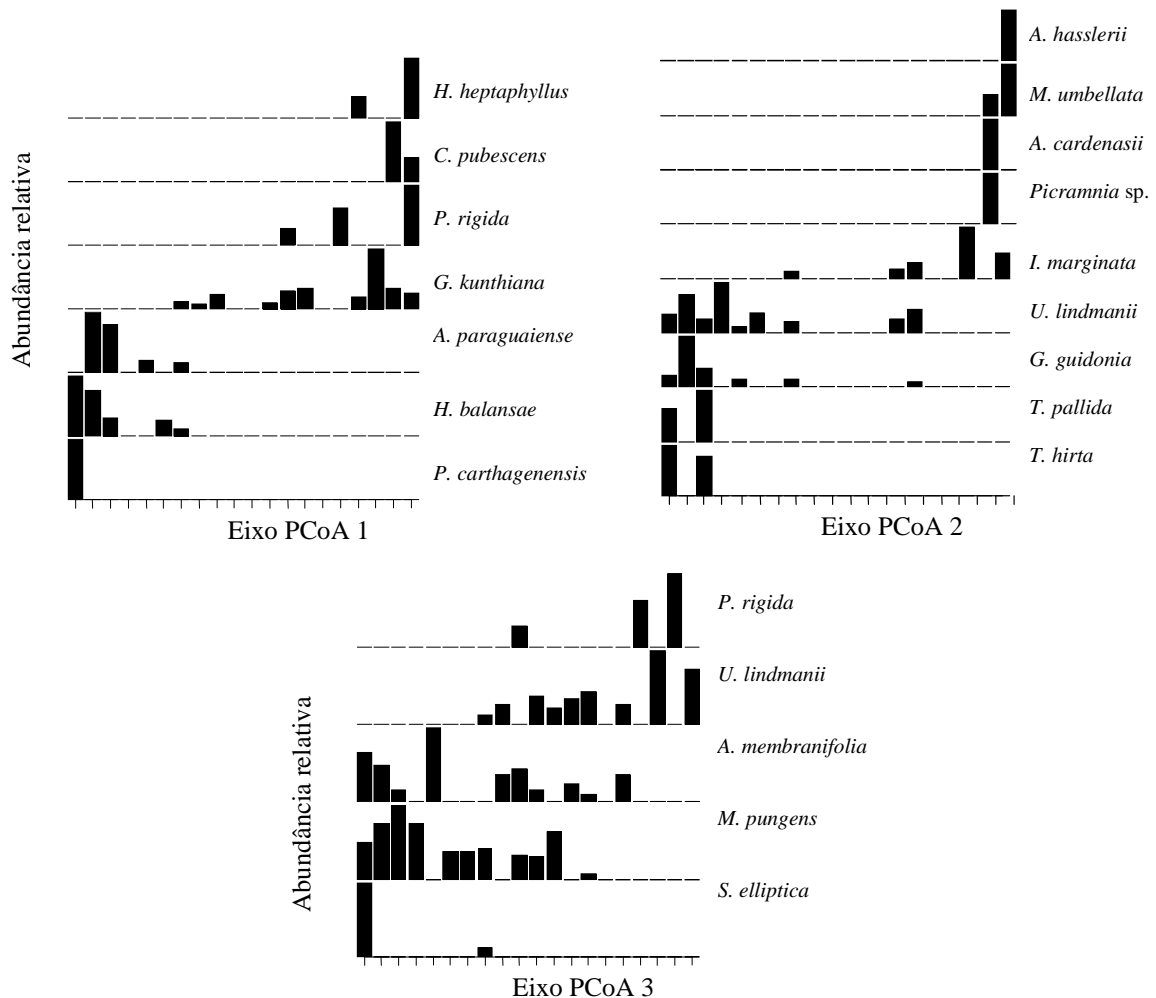 Abundância relativa
H. heptaphyllus
C. pubescens
P. rigida
G. kunthiana
A. paraguaiense
H. balansae
P. carthagenensis
Eixo PCoA 1
A. hasslerii
M. umbellata
A. cardenasii
Picramnia sp.
I. marginata
U. lindmanii
G. guidonia
T. pallida
T. hirta
Eixo PCoA 2
Abundância relativa
P. rigida
U. lindmanii
A. membranifolia
M. pungens
S. elliptica
Eixo PCoA 3